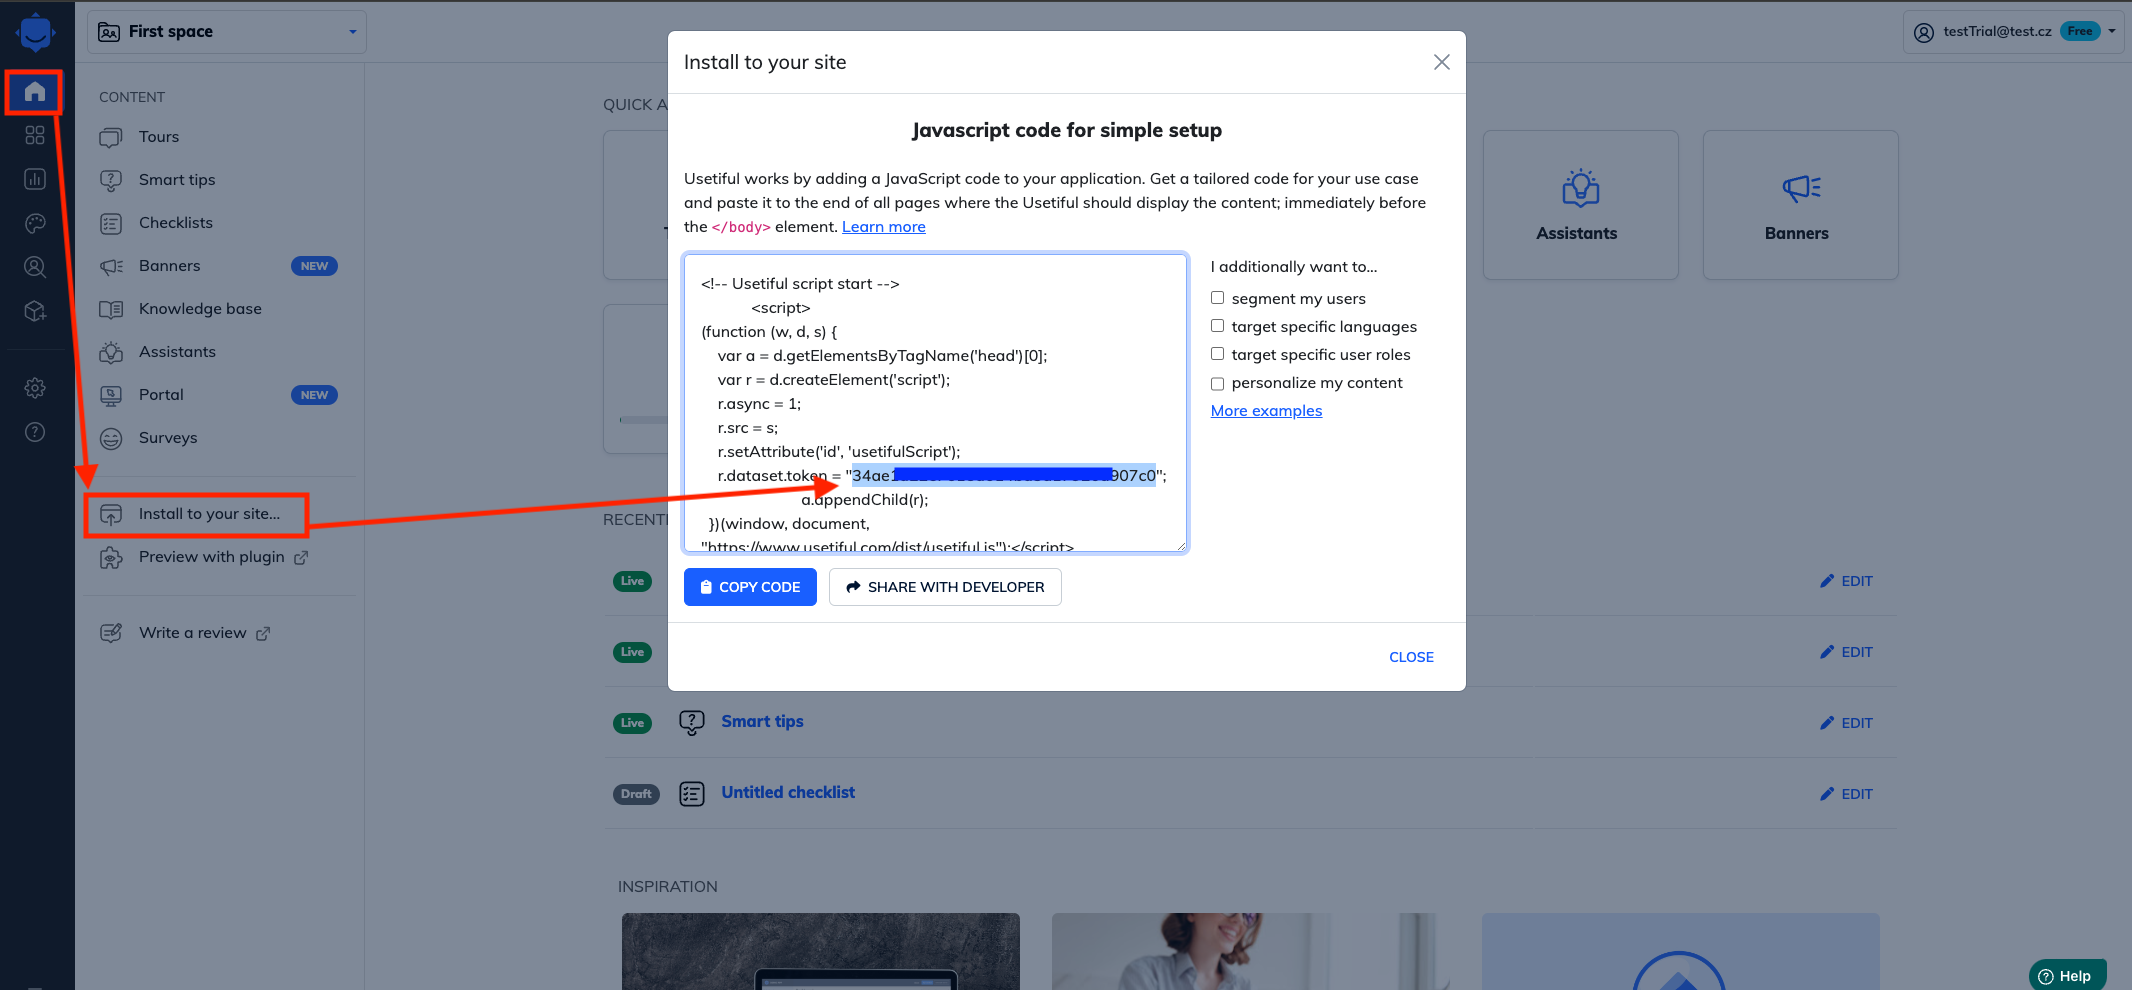 First space
testTrial@test.cz Free
CONTENT
Tours
Smart tips
Checklists
Banners NEW
Knowledge base
Assistants
Portal NEW
Surveys
Install to your site...
Preview with plugin
Write a review
QUICK A
Assistants
Banners
Install to your site
Javascript code for simple setup
Usetiful works by adding a JavaScript code to your application. Get a tailored code for your use case
and paste it to the end of all pages where the Usetiful should display the content; immediately before
the </body> element. Learn more
<!-- Usetiful script start -->
<script>
(function (w, d, s) {
var a = d.getElementsByTagName('head')[0];
var r = d.createElement('script');
r.async = 1;
r.src = s;
r.setAttribute('id', 'usetifulScript');
r.dataset.token = "34ae 907c0";
a.appendChild(r);
})(window, document,
"https://www.usetiful.com/dist/usetiful.js");</script>
I additionally want to...
segment my users
target specific languages
target specific user roles
personalize my content
More examples
COPY CODE
SHARE WITH DEVELOPER
CLOSE
RECENT
Live
EDIT
Live
EDIT
Live Smart tips EDIT
Draft Untitled checklist EDIT
INSPIRATION
Help